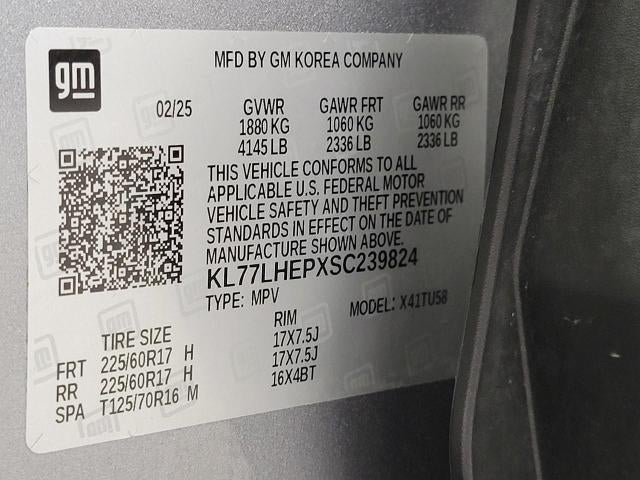 gm
MFD BY GM KOREA COMPANY
02/25 GVWR GAWR FRT GAWR RR
1880 KG 1060 KG 1060 KG
4145 LB 2336 LB 2336 LB
THIS VEHICLE CONFORMS TO ALL
APPLICABLE U.S. FEDERAL MOTOR
VEHICLE SAFETY AND THEFT PREVENTION
STANDARDS IN EFFECT ON THE DATE OF
MANUFACTURE SHOWN ABOVE.
KL77LHEPXSC239824
TYPE: MPV MODEL: X41TU58
TIRE SIZE RIM
FRT 225/60R17 H 17X7.5J
RR 225/60R17 H 17X7.5J
SPA T125/70R16 M 16X4BT